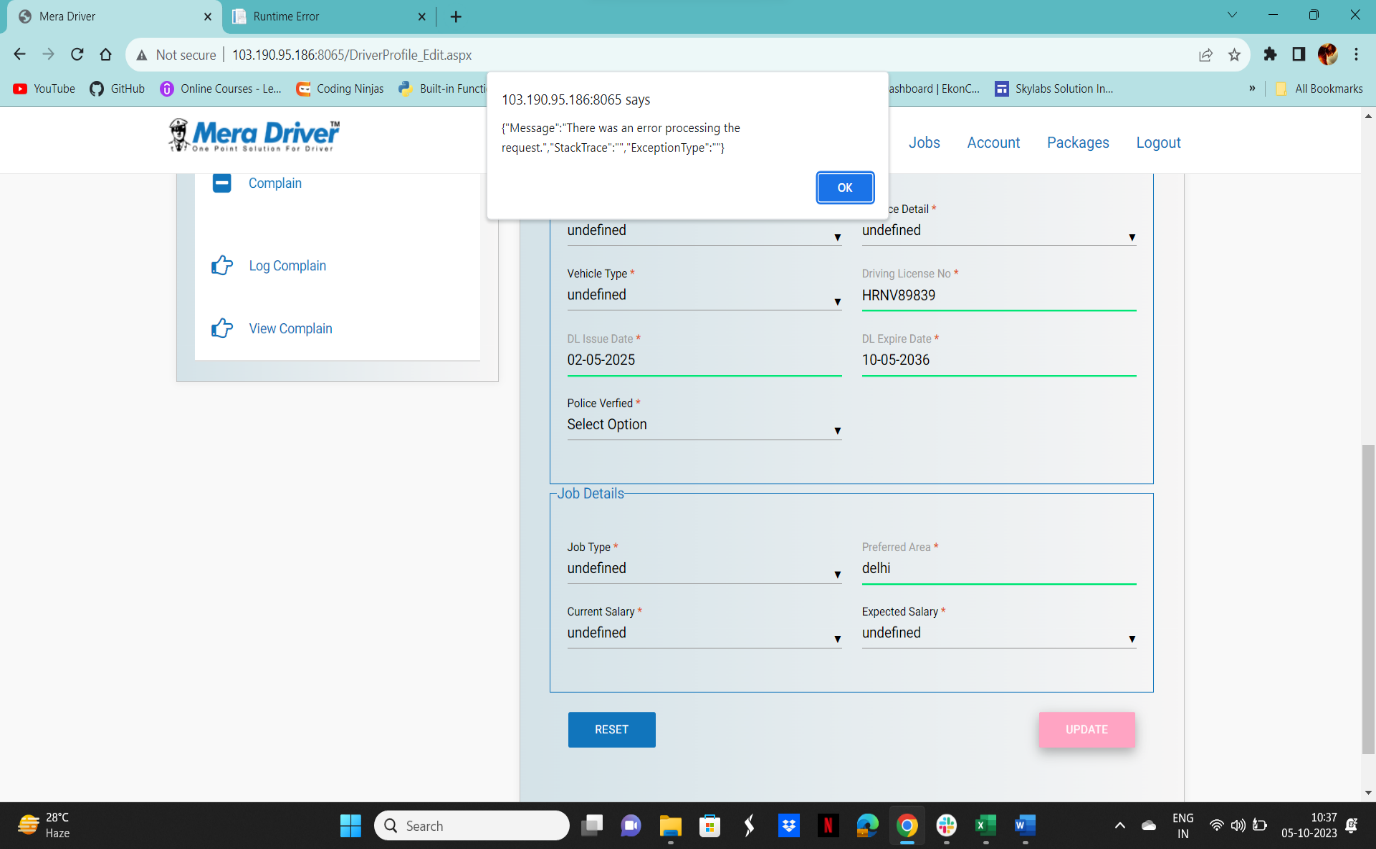 Mera Driver
Runtime Error
Not secure
103.190.95.186:8065/DriverProfile_Edit.aspx
YouTube
GitHub
Online Courses - Le...
Coding Ninjas
Built-in Functi
ashboard | EkonC...
Skylabs Solution In...
»
All Bookmarks
103.190.95.186:8065 says
{"Message":"There was an error processing the
request.","StackTrace":"","ExceptionType":""}
OK
Mera Driver™
One Point Solution For Driver
Jobs
Account
Packages
Logout
Complain
Log Complain
View Complain
ce Detail *
undefined
undefined
Vehicle Type *
undefined
Driving License No *
HRNV89839
DL Issue Date *
02-05-2025
DL Expire Date *
10-05-2036
Police Verfied *
Select Option
Job Details
Job Type *
undefined
Preferred Area *
delhi
Current Salary *
undefined
Expected Salary *
undefined
RESET
UPDATE
28°C
Haze
Search
ENG
IN
10:37
05-10-2023